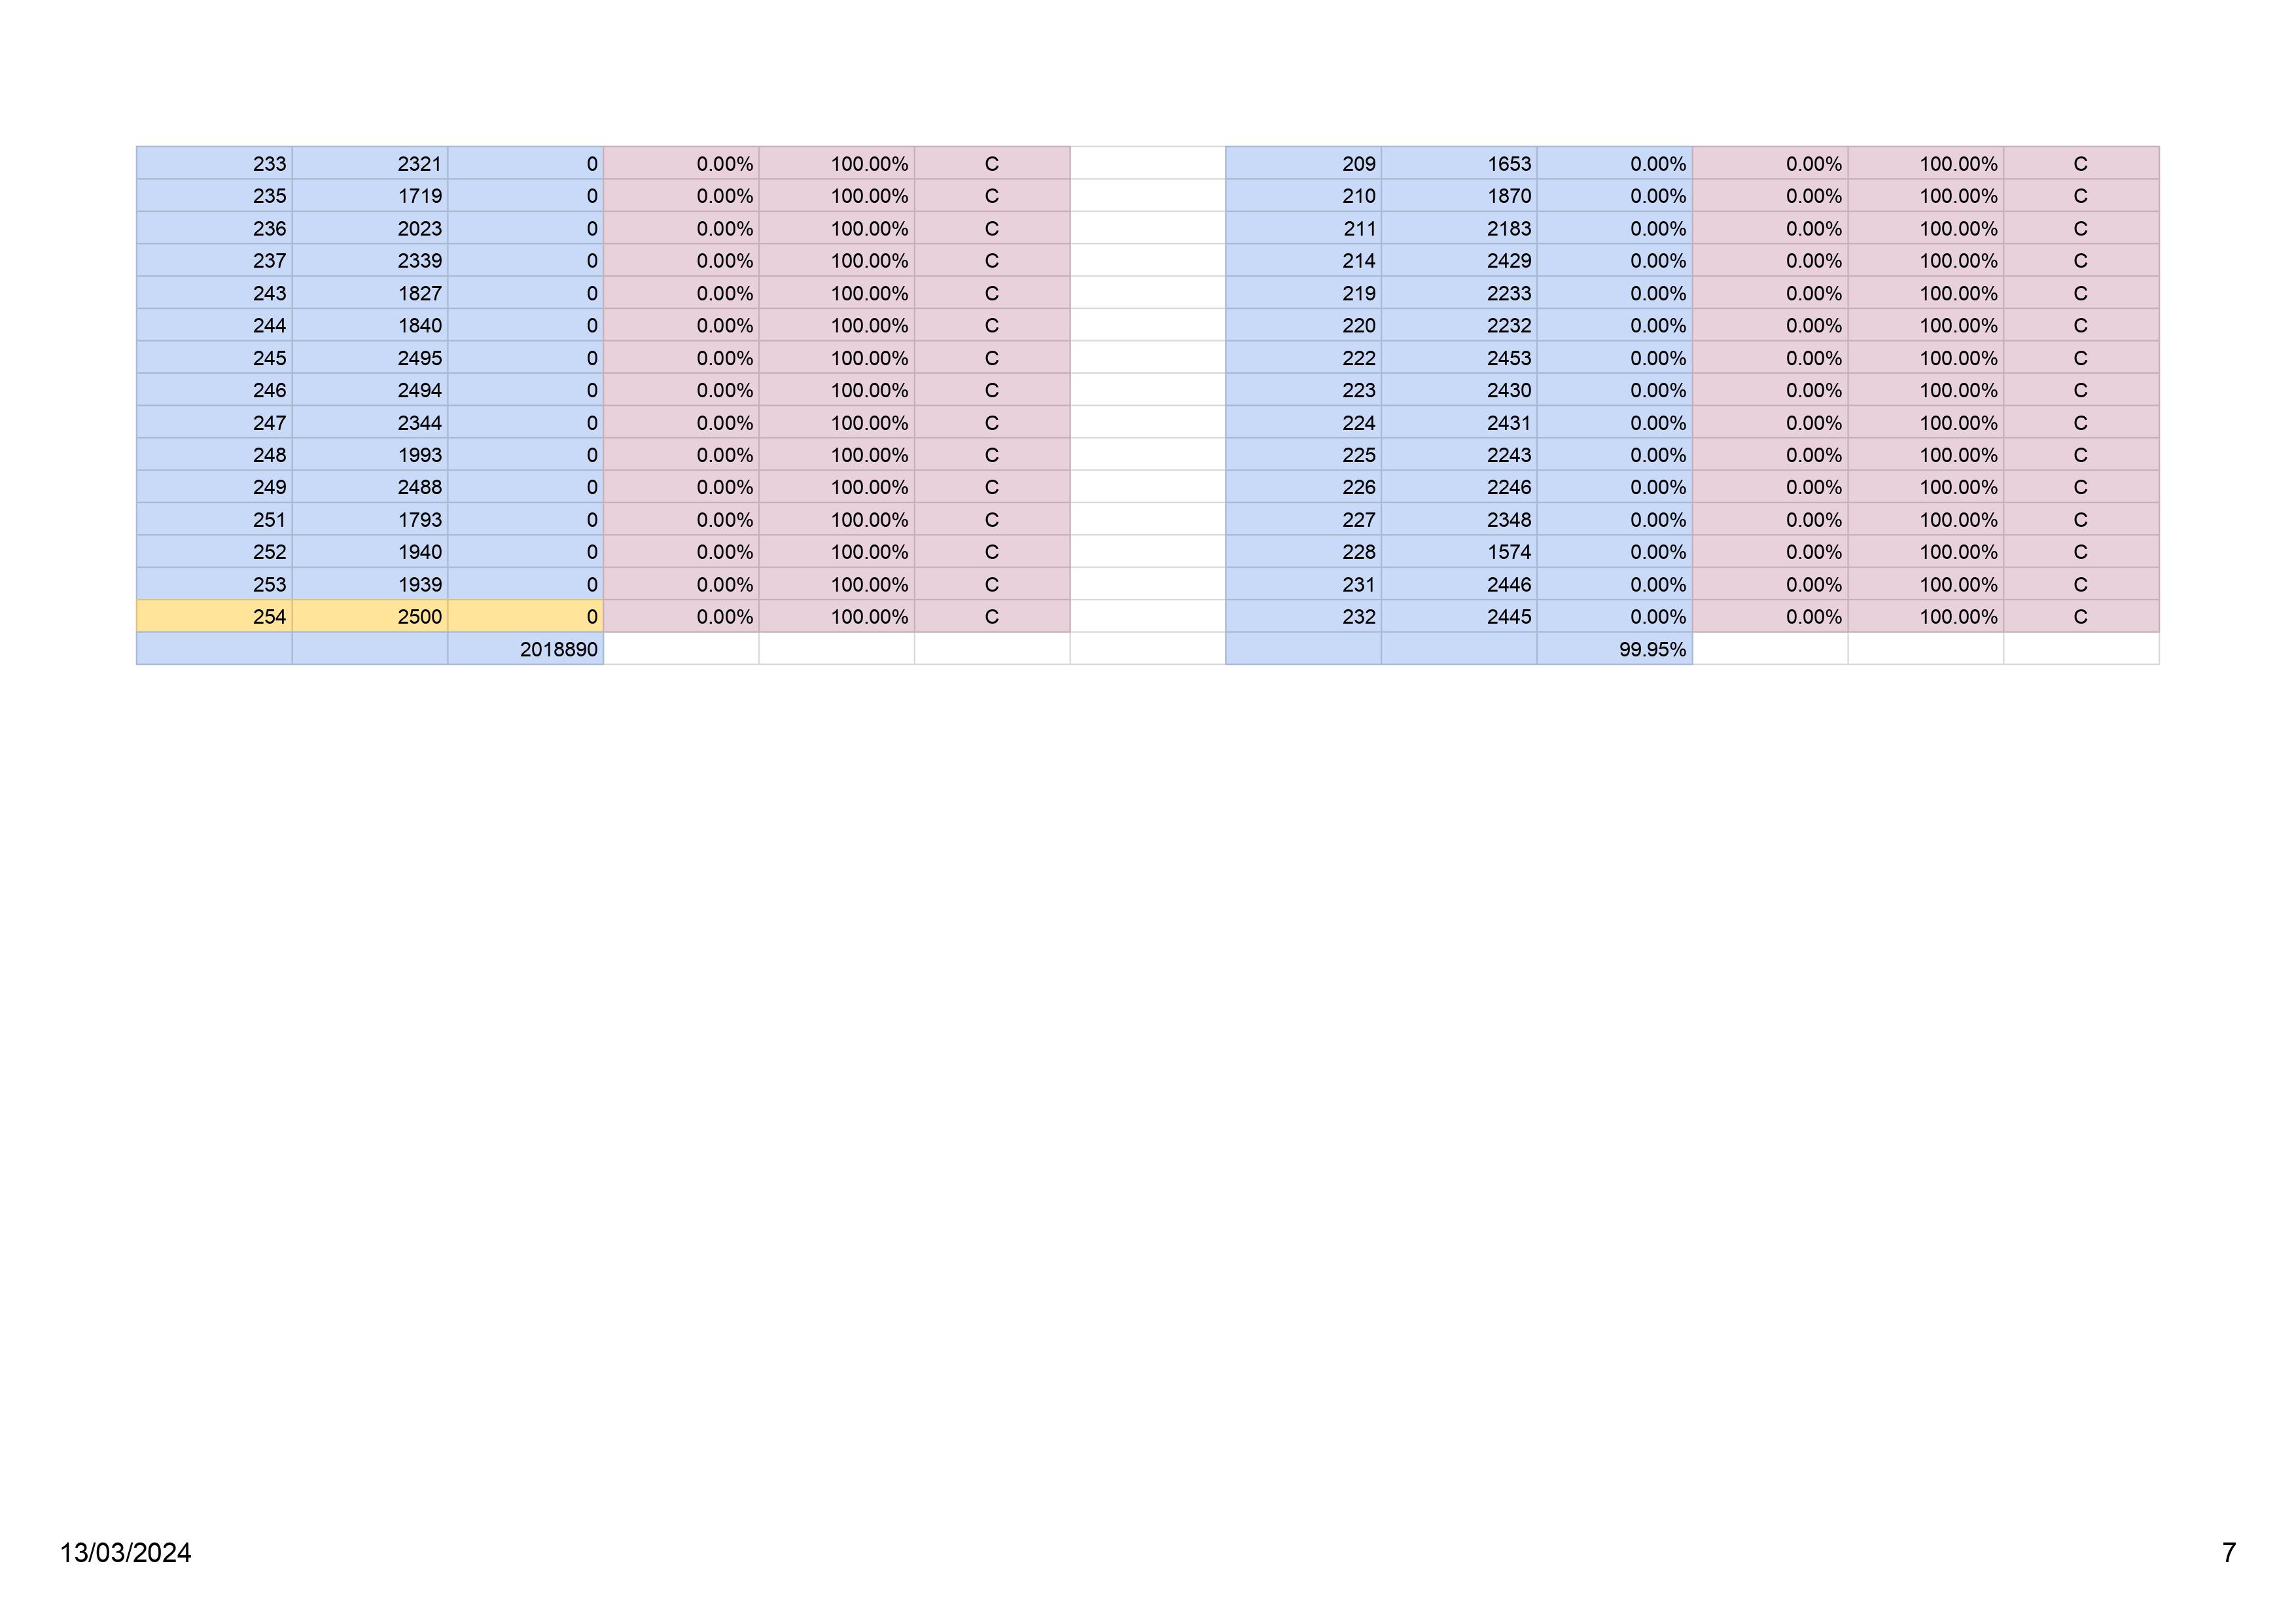 233 2321 0 0.00% 100.00% C 209 1653 0.00% 0.00% 100.00% C
235 1719 0 0.00% 100.00% C 210 1870 0.00% 0.00% 100.00% C
236 2023 0 0.00% 100.00% C 211 2183 0.00% 0.00% 100.00% C
237 2339 0 0.00% 100.00% C 214 2429 0.00% 0.00% 100.00% C
243 1827 0 0.00% 100.00% C 219 2233 0.00% 0.00% 100.00% C
244 1840 0 0.00% 100.00% C 220 2232 0.00% 0.00% 100.00% C
245 2495 0 0.00% 100.00% C 222 2453 0.00% 0.00% 100.00% C
246 2494 0 0.00% 100.00% C 223 2430 0.00% 0.00% 100.00% C
247 2344 0 0.00% 100.00% C 224 2431 0.00% 0.00% 100.00% C
248 1993 0 0.00% 100.00% C 225 2243 0.00% 0.00% 100.00% C
249 2488 0 0.00% 100.00% C 226 2246 0.00% 0.00% 100.00% C
251 1793 0 0.00% 100.00% C 227 2348 0.00% 0.00% 100.00% C
252 1940 0 0.00% 100.00% C 228 1574 0.00% 0.00% 100.00% C
253 1939 0 0.00% 100.00% C 231 2446 0.00% 0.00% 100.00% C
254 2500 0 0.00% 100.00% C 232 2445 0.00% 0.00% 100.00% C
2018890 99.95%
13/03/2024 7